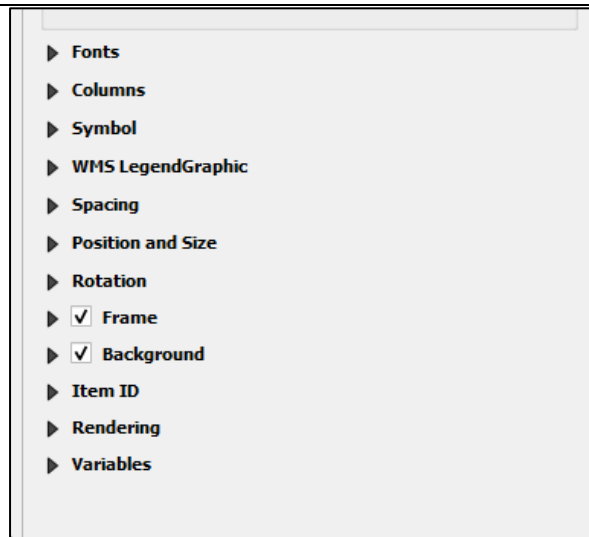 Fonts
Columns
Symbol
WMS LegendGraphic
Spacing
Position and Size
Rotation
Frame
Background
Item ID
Rendering
Variables